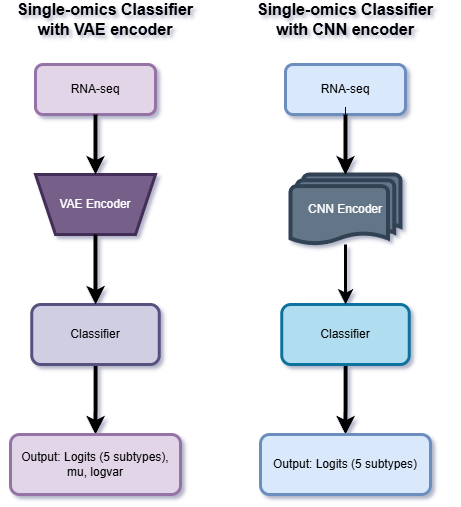 Single-omics Classifier
with VAE encoder
RNA-seq
VAE Encoder
Classifier
Output: Logits (5 subtypes),
mu, logvar
Single-omics Classifier
with CNN encoder
RNA-seq
CNN Encoder
Classifier
Output: Logits (5 subtypes)